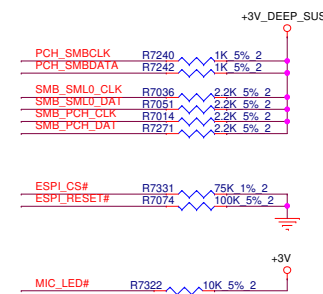 +3V_DEEP_SUS
PCH_SMBCLK R7240 1K_5%_2
PCH_SMBDATA R7242 1K_5%_2
SMB_SML0_CLK R7036 2.2K_5%_2
SMB_SML0_DAT R7051 2.2K_5%_2
SMB_PCH_CLK R7014 2.2K_5%_2
SMB_PCH_DAT R7271 2.2K_5%_2
ESPI_CS# R7331 75K_1%_2
ESPI_RESET# R7074 100K_5%_2
+3V
MIC_LED# R7322 10K_5%_2